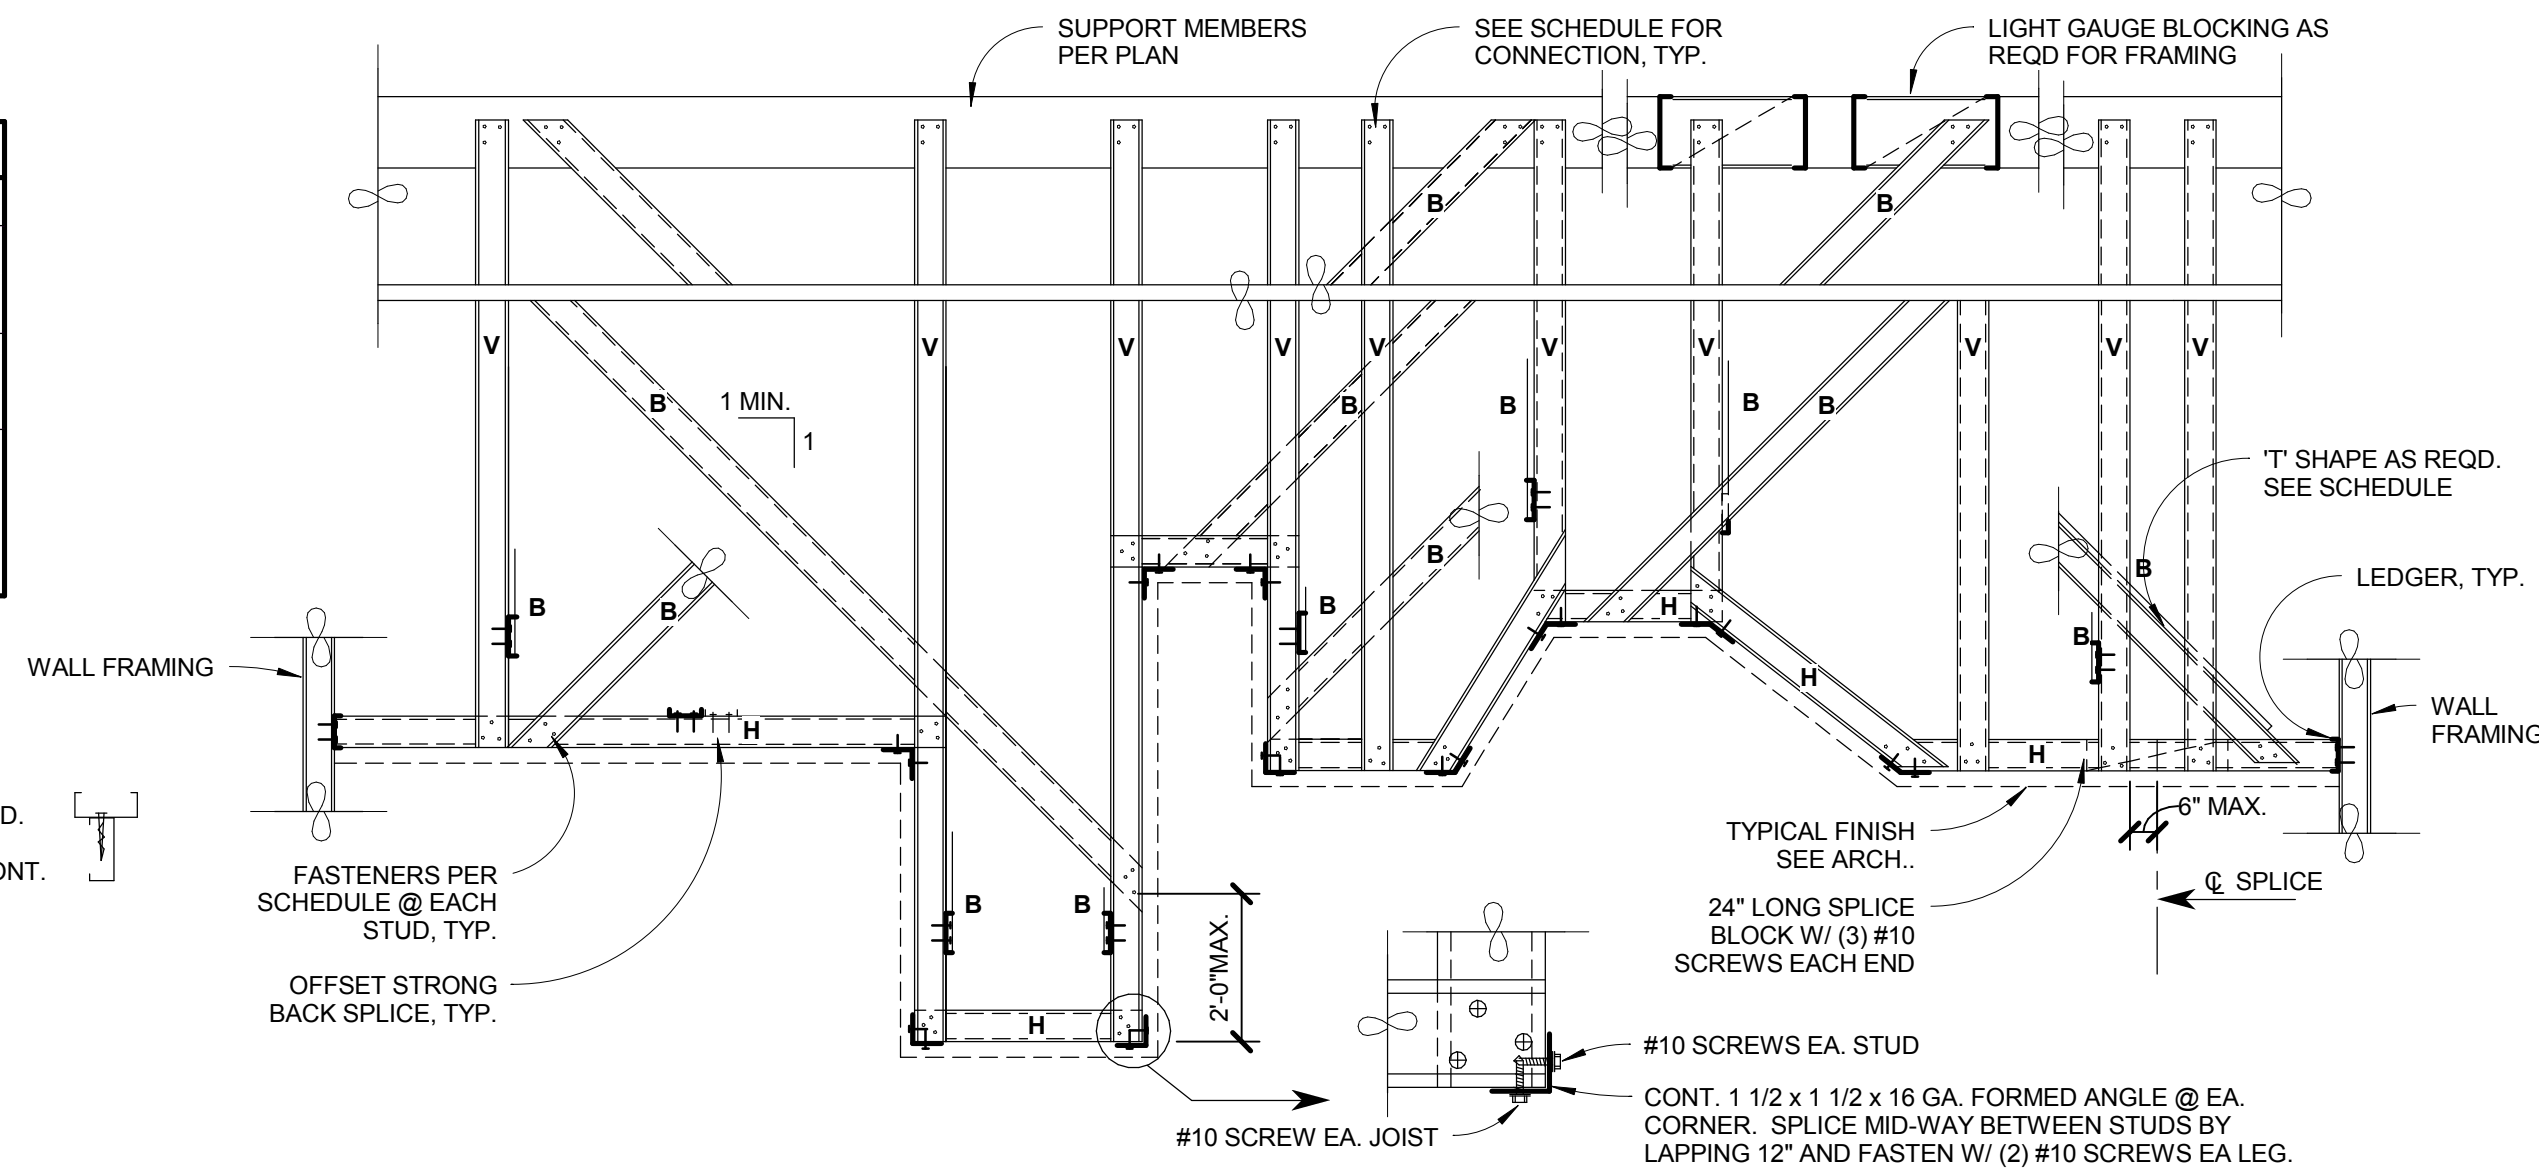 SUPPORT MEMBERS
PER PLAN
SEE SCHEDULE FOR
CONNECTION, TYP.
LIGHT GAUGE BLOCKING AS
REQD FOR FRAMING
B
B
V
V
V
V
V
V
V
V
V
V
B
1 MIN.
1
B
B
B
B
'T' SHAPE AS REQD.
SEE SCHEDULE
B
B
LEDGER, TYP.
B
B
B
H
B
WALL FRAMING
H
H
H
WALL
FRAMING
D.
ONT.
6" MAX.
TYPICAL FINISH
SEE ARCH..
FASTENERS PER
SCHEDULE @ EACH
STUD, TYP.
℄ SPLICE
B
B
24" LONG SPLICE
BLOCK W/ (3) #10
SCREWS EACH END
2'-0"MAX.
OFFSET STRONG
BACK SPLICE, TYP.
H
#10 SCREWS EA. STUD
CONT. 1 1/2 x 1 1/2 x 16 GA. FORMED ANGLE @ EA.
CORNER. SPLICE MID-WAY BETWEEN STUDS BY
LAPPING 12" AND FASTEN W/ (2) #10 SCREWS EA LEG.
#10 SCREW EA. JOIST